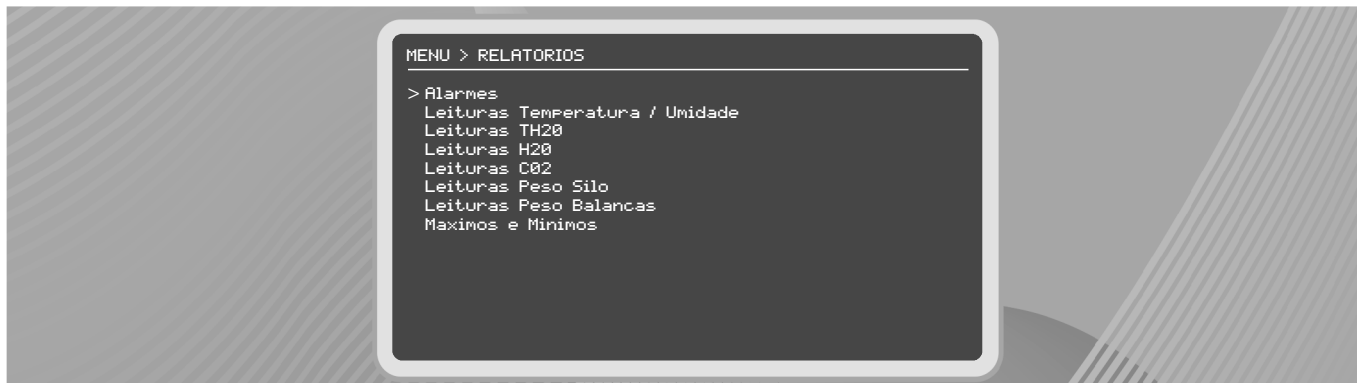 MENU > RELATORIOS
> Alarmes
Leituras Temperatura / Umidade
Leituras TH20
Leituras H20
Leituras C02
Leituras Peso Silo
Leituras Peso Balancas
Maximos e Minimos